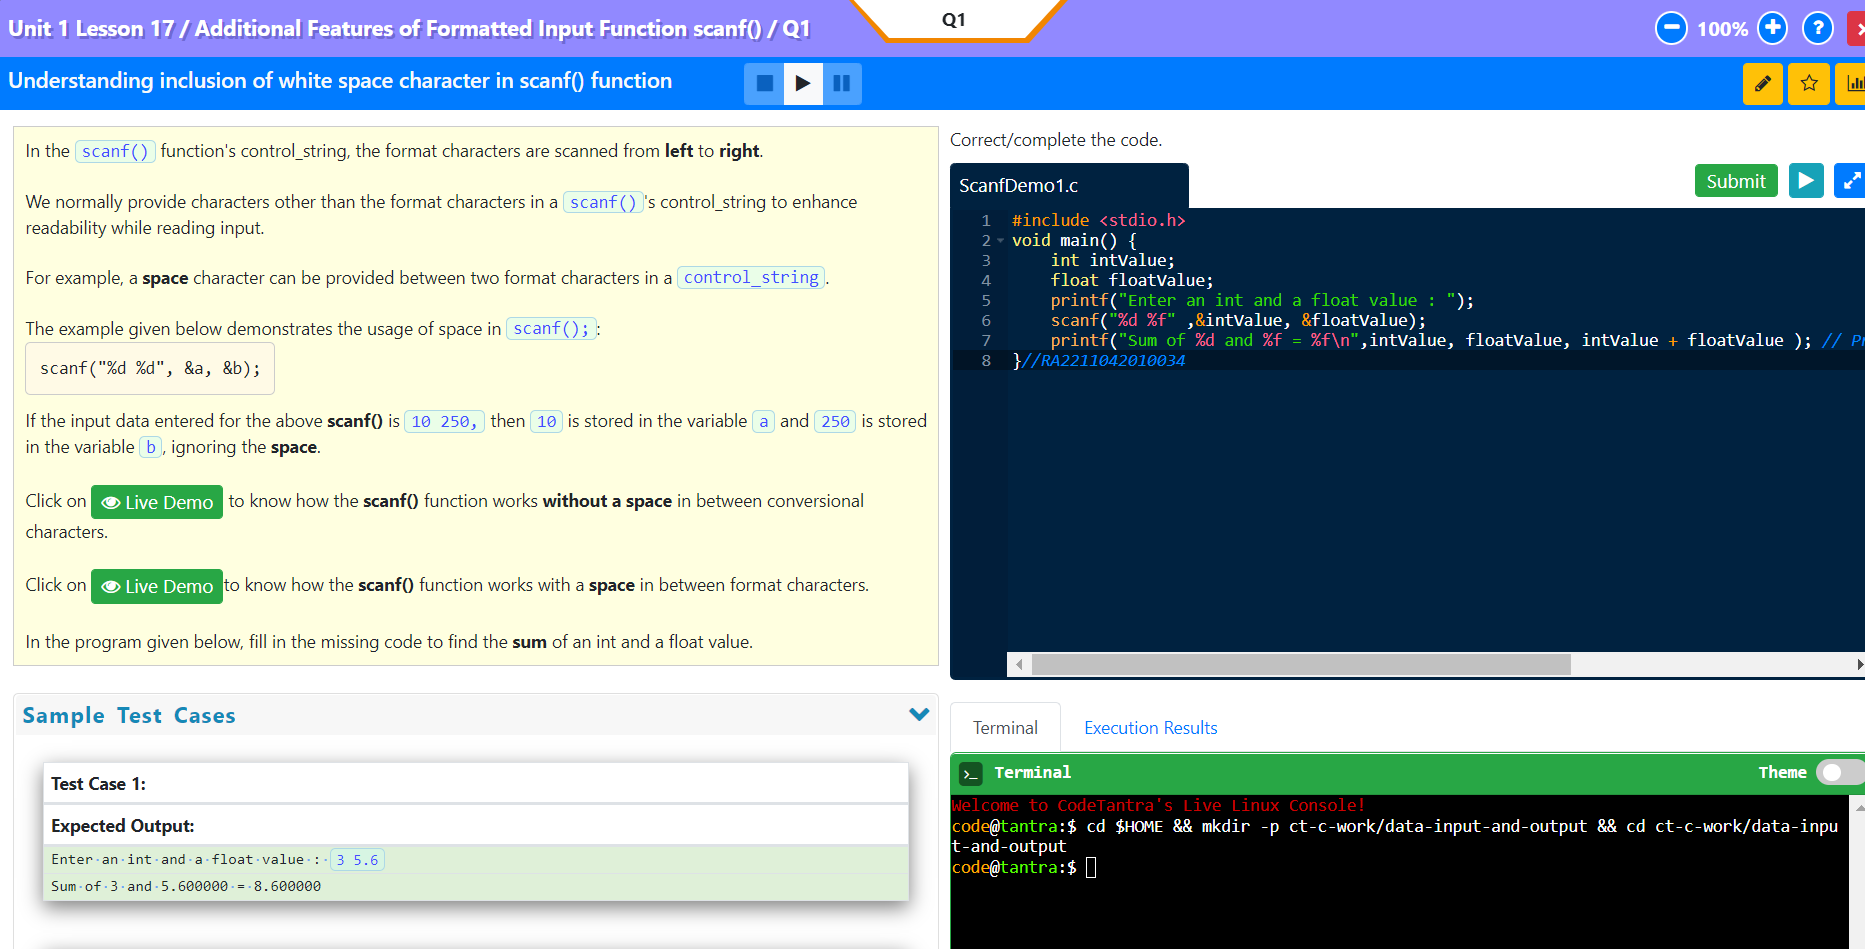 Unit 1 Lesson 17 / Additional Features of Formatted Input Function scanf() / Q1
Q1
100%
?
Understanding inclusion of white space character in scanf() function
In the scanf() function's control_string, the format characters are scanned from left to right.
We normally provide characters other than the format characters in a scanf() 's control_string to enhance
readability while reading input.
For example, a space character can be provided between two format characters in a control_string .
The example given below demonstrates the usage of space in scanf(); :
scanf("%d %d", &a, &b);
If the input data entered for the above scanf() is 10 250, then 10 is stored in the variable a and 250 is stored
in the variable b , ignoring the space.
Click on Live Demo to know how the scanf() function works without a space in between conversional
characters.
Click on Live Demo to know how the scanf() function works with a space in between format characters.
In the program given below, fill in the missing code to find the sum of an int and a float value.
Sample Test Cases
Test Case 1:
Expected Output:
Enter·an·int·and·a·float·value·:· 3 5.6
Sum·of·3·and·5.600000·=·8.600000
Correct/complete the code.
ScanfDemo1.c
Submit
1 #include <stdio.h>
2 void main() {
3 int intValue;
4 float floatValue;
5 printf("Enter an int and a float value : ");
6 scanf("%d %f" ,&intValue, &floatValue);
7 printf("Sum of %d and %f = %f\n",intValue, floatValue, intValue + floatValue ); //
8 }//RA2211042010034
Terminal
Execution Results
>_ Terminal
Theme
Welcome to CodeTantra's Live Linux Console!
code@tantra:$ cd $HOME && mkdir -p ct-c-work/data-input-and-output && cd ct-c-work/data-inpu
t-and-output
code@tantra:$